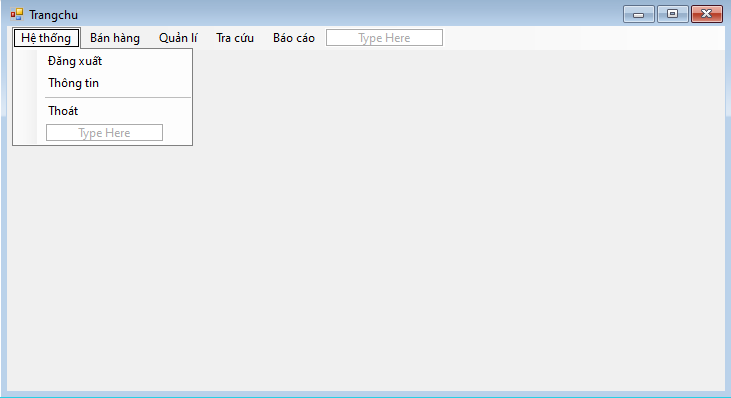 Trangchu
Hệ thống Bán hàng Quản lí Tra cứu Báo cáo Type Here
Đăng xuất
Thông tin
Thoát
Type Here